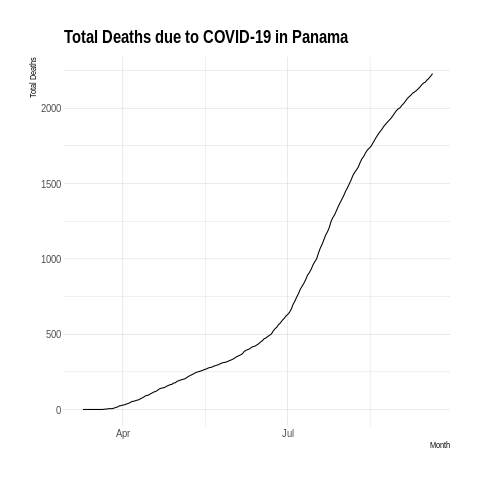 Total Deaths due to COVID-19 in Panama
Total Deaths
2000
1500
1000
500
0
Apr
Jul
Month